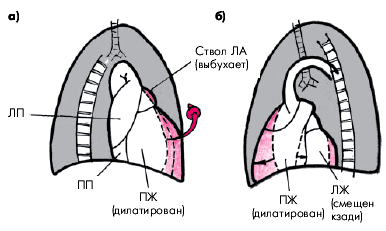 а)
б)
Ствол ЛА
(выбухает)
ЛП
ПП
ПЖ
(дилатирован)
ПЖ
(дилатирован)
ЛЖ
(смещен
кзади)